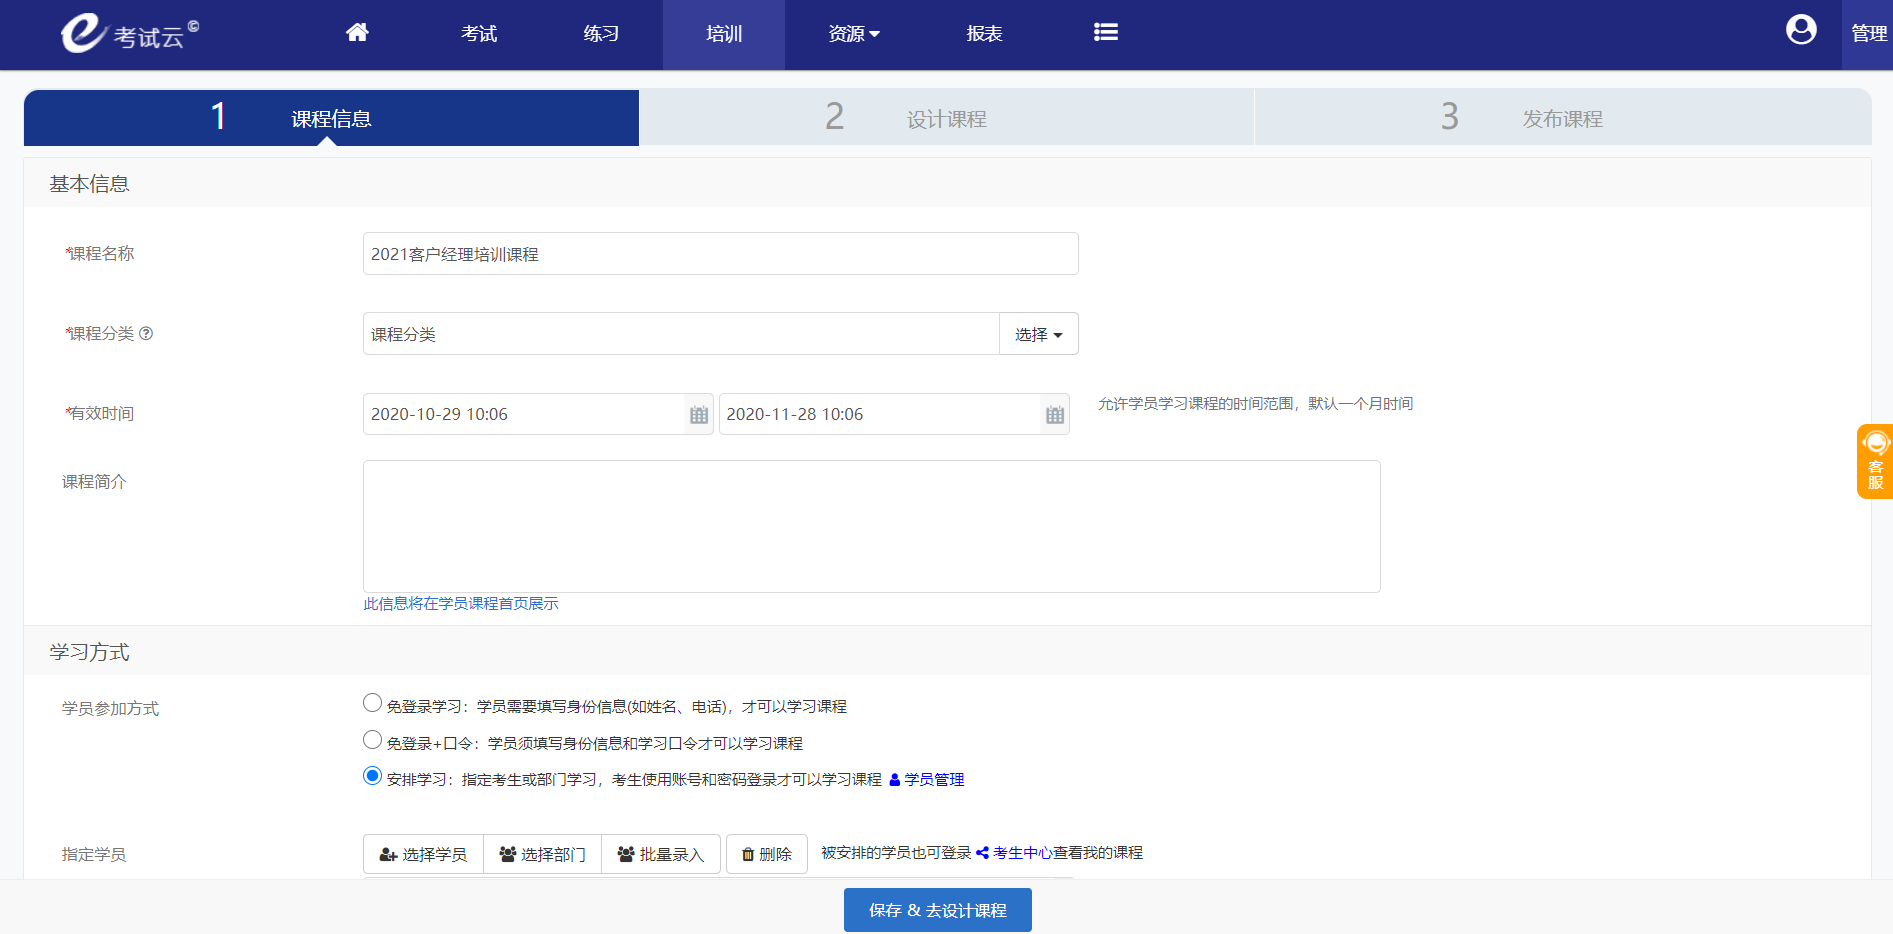 考试云©
考试
练习
培训
资源
报表
管理
1 课程信息
2 设计课程
3 发布课程
基本信息
*课程名称
2021客户经理培训课程
*课程分类
课程分类
选择
*有效时间
2020-10-29 10:06
2020-11-28 10:06
允许学员学习课程的时间范围，默认一个月时间
课程简介
此信息将在学员课程首页展示
客服
学习方式
学员参加方式
免登录学习：学员需要填写身份信息(如姓名、电话)，才可以学习课程
免登录+口令：学员须填写身份信息和学习口令才可以学习课程
安排学习：指定考生或部门学习，考生使用账号和密码登录才可以学习课程 学员管理
指定学员
选择学员
选择部门
批量录入
删除
被安排的学员也可登录 考生中心查看我的课程
保存 & 去设计课程